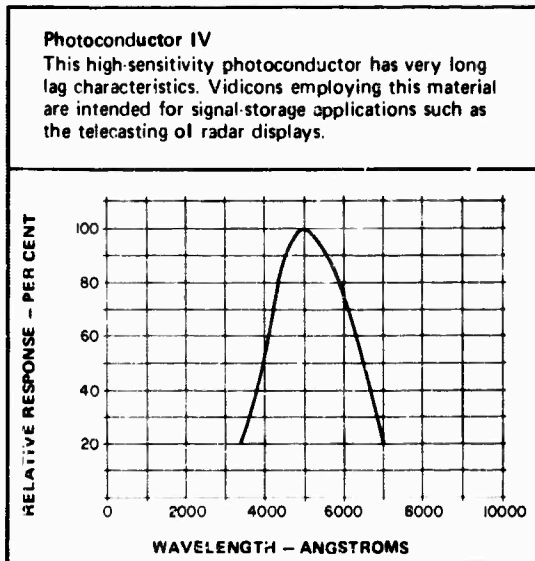 Photoconductor IV
This high-sensitivity photoconductor has very long
lag characteristics. Vidicons employing this material
are intended for signal-storage applications such as
the telecasting of radar displays.
RELATIVE RESPONSE – PER CENT
100
80
60
40
20
0 2000 4000 6000 8000 10000
WAVELENGTH – ANGSTROMS